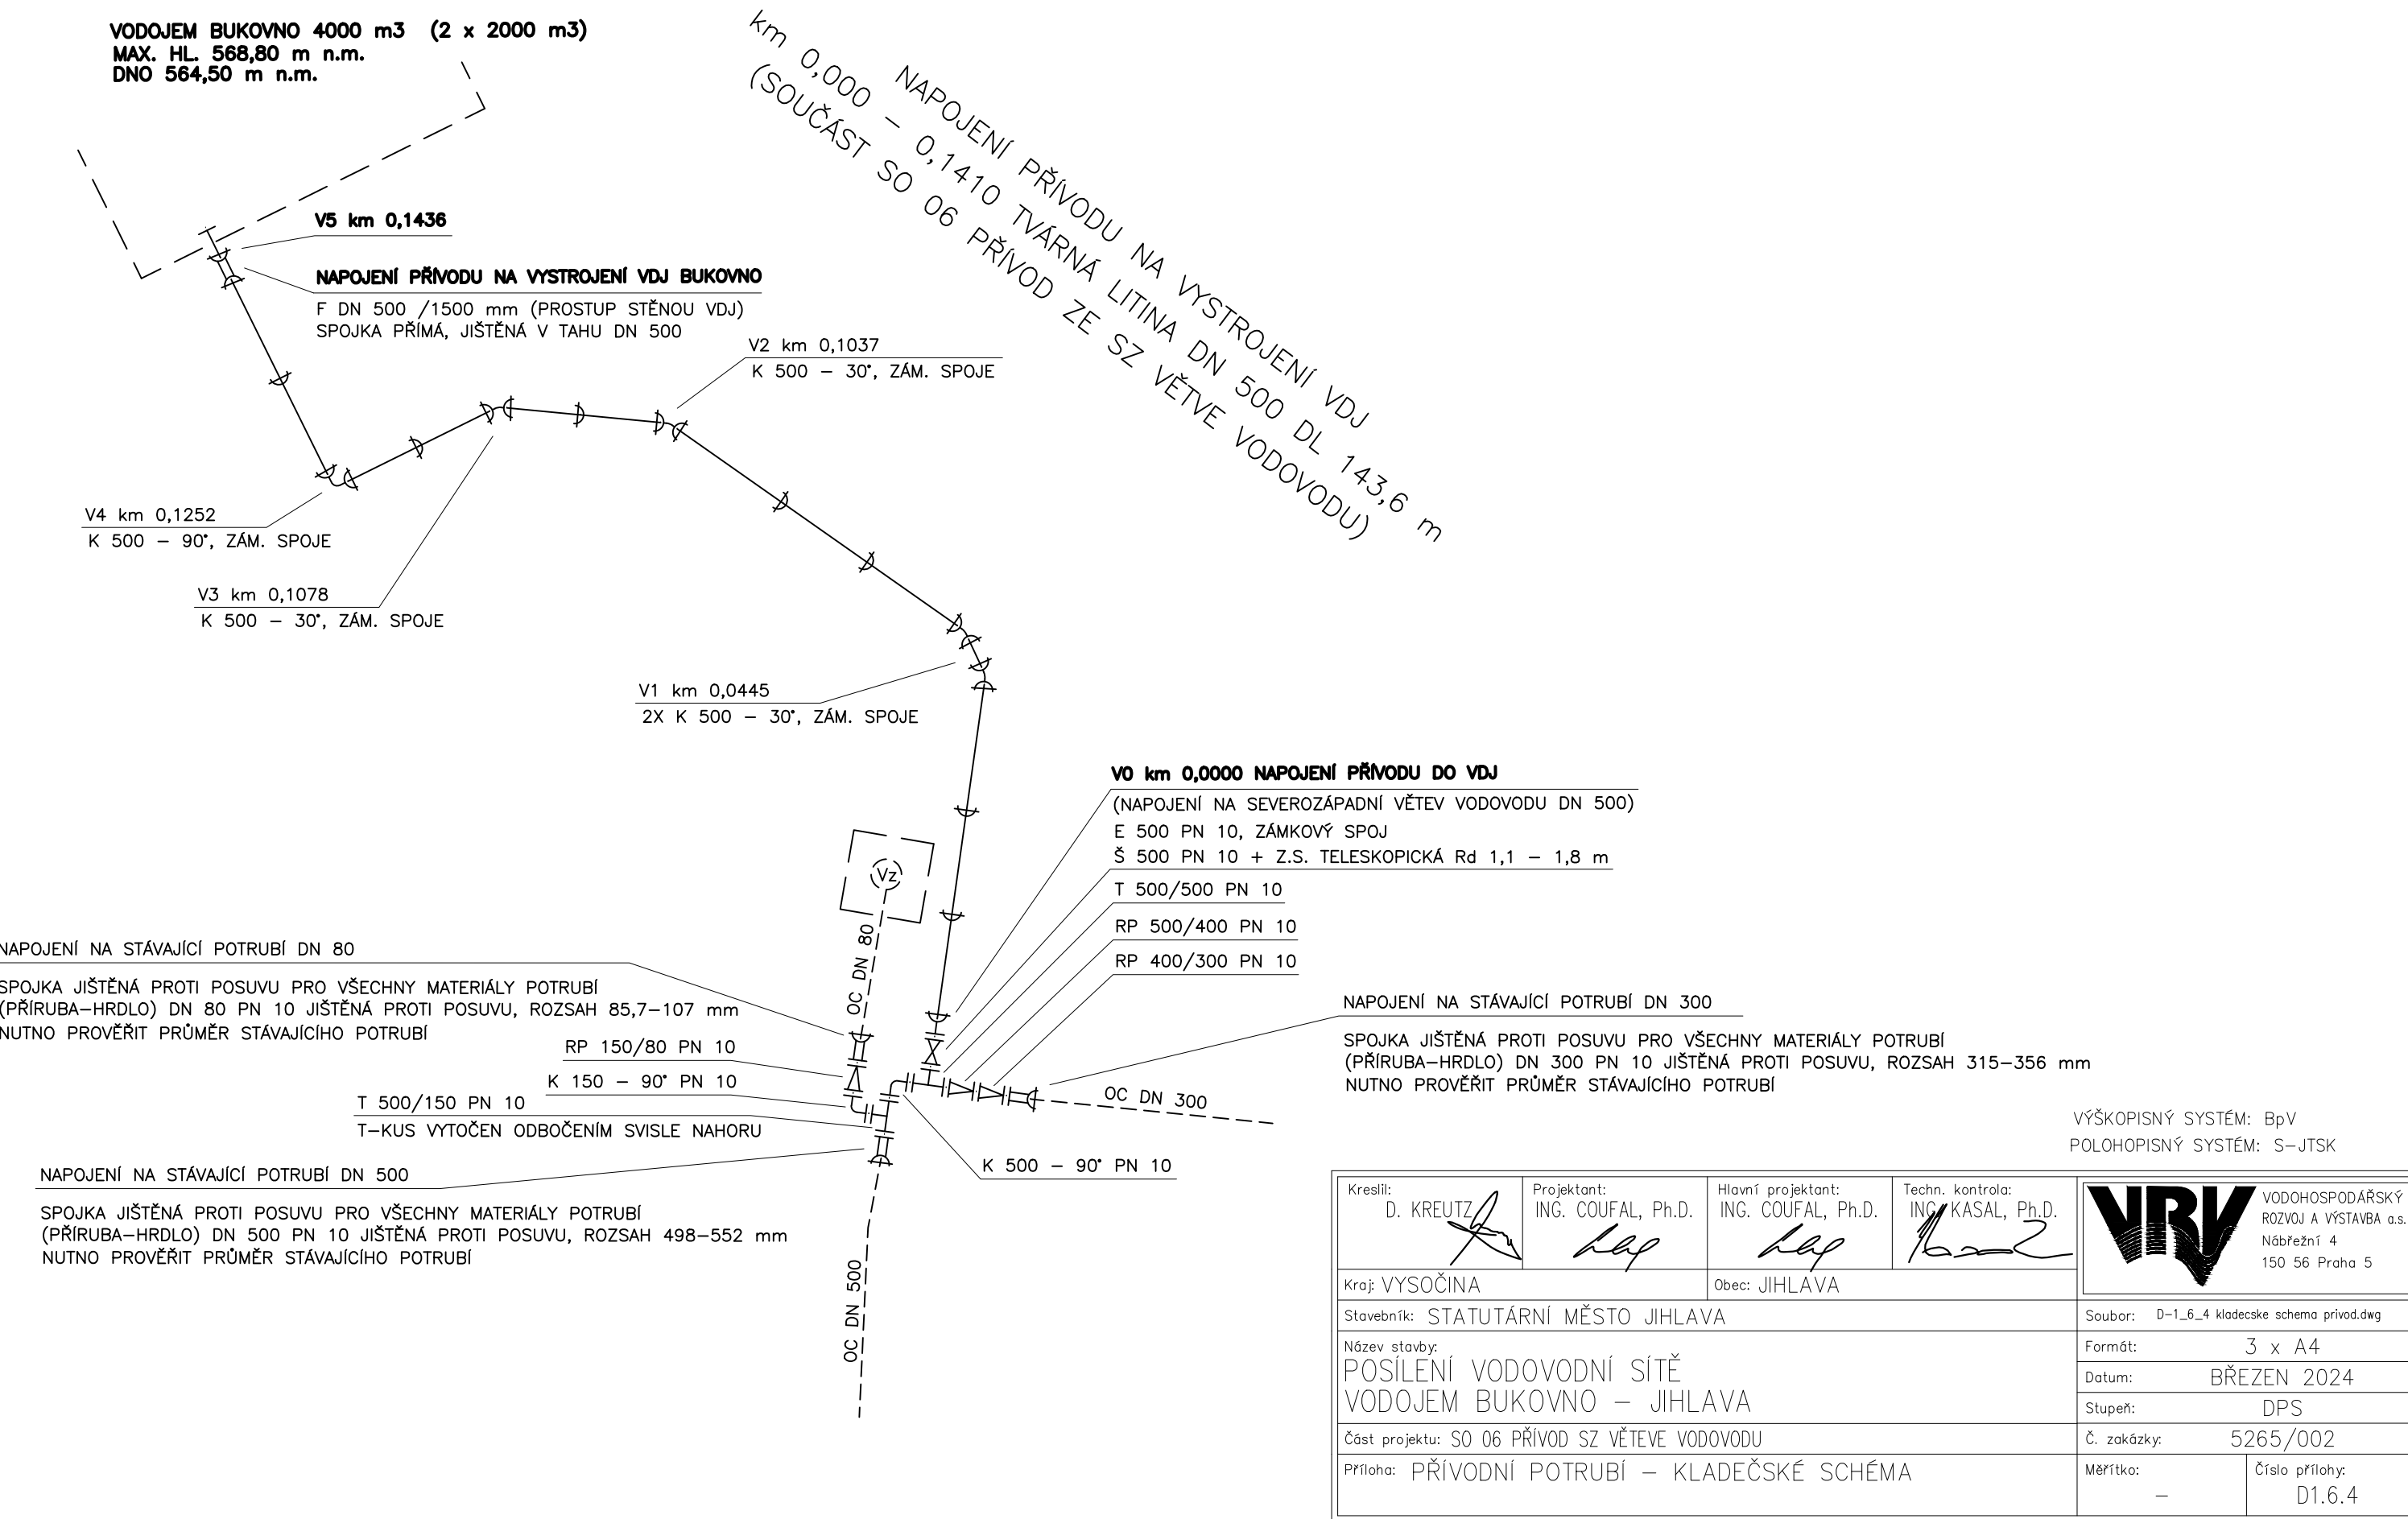 VODOJEM BUKOVNO 4000 m3 (2 x 2000 m3)
MAX. HL. 568,80 m n.m.
DNO 564,50 m n.m.
NAPOJENÍ PŘÍVODU NA VYSTROJENÍ VDJ
km 0,000 – 0,1410 TVÁRNÁ LITINA DN 500 DL 143,6 m
(SOUČÁST SO 06 PŘÍVOD ZE SZ VĚTVE VODOVODU)
V5 km 0,1436
NAPOJENÍ PŘÍVODU NA VYSTROJENÍ VDJ BUKOVNO
F DN 500 /1500 mm (PROSTUP STĚNOU VDJ)
SPOJKA PŘÍMÁ, JIŠTĚNÁ V TAHU DN 500
V2 km 0,1037
K 500 – 30°, ZÁM. SPOJE
V4 km 0,1252
K 500 – 90°, ZÁM. SPOJE
V3 km 0,1078
K 500 – 30°, ZÁM. SPOJE
V1 km 0,0445
2X K 500 – 30°, ZÁM. SPOJE
V0 km 0,0000 NAPOJENÍ PŘÍVODU DO VDJ
(NAPOJENÍ NA SEVEROZÁPADNÍ VĚTEV VODOVODU DN 500)
E 500 PN 10, ZÁMKOVÝ SPOJ
Š 500 PN 10 + Z.S. TELESKOPICKÁ Rd 1,1 – 1,8 m
T 500/500 PN 10
RP 500/400 PN 10
RP 400/300 PN 10
Vz
OC DN 80
NAPOJENÍ NA STÁVAJÍCÍ POTRUBÍ DN 80
SPOJKA JIŠTĚNÁ PROTI POSUVU PRO VŠECHNY MATERIÁLY POTRUBÍ
(PŘÍRUBA–HRDLO) DN 80 PN 10 JIŠTĚNÁ PROTI POSUVU, ROZSAH 85,7–107 mm
NUTNO PROVĚŘIT PRŮMĚR STÁVAJÍCÍHO POTRUBÍ
RP 150/80 PN 10
K 150 – 90° PN 10
T 500/150 PN 10
T–KUS VYTOČEN ODBOČENÍM SVISLE NAHORU
NAPOJENÍ NA STÁVAJÍCÍ POTRUBÍ DN 300
SPOJKA JIŠTĚNÁ PROTI POSUVU PRO VŠECHNY MATERIÁLY POTRUBÍ
(PŘÍRUBA–HRDLO) DN 300 PN 10 JIŠTĚNÁ PROTI POSUVU, ROZSAH 315–356 mm
NUTNO PROVĚŘIT PRŮMĚR STÁVAJÍCÍHO POTRUBÍ
OC DN 300
K 500 – 90° PN 10
NAPOJENÍ NA STÁVAJÍCÍ POTRUBÍ DN 500
SPOJKA JIŠTĚNÁ PROTI POSUVU PRO VŠECHNY MATERIÁLY POTRUBÍ
(PŘÍRUBA–HRDLO) DN 500 PN 10 JIŠTĚNÁ PROTI POSUVU, ROZSAH 498–552 mm
NUTNO PROVĚŘIT PRŮMĚR STÁVAJÍCÍHO POTRUBÍ
OC DN 500
VÝŠKOPISNÝ SYSTÉM: BpV
POLOHOPISNÝ SYSTÉM: S–JTSK
Kreslil:
D. KREUTZ
Projektant:
ING. COUFAL, Ph.D.
Hlavní projektant:
ING. COUFAL, Ph.D.
Techn. kontrola:
ING. KASAL, Ph.D.
VRV
VODOHOSPODÁŘSKÝ
ROZVOJ A VÝSTAVBA a.s.
Nábřežní 4
150 56 Praha 5
Kraj: VYSOČINA
Obec: JIHLAVA
Stavebník: STATUTÁRNÍ MĚSTO JIHLAVA
Soubor: D–1_6_4 kladecske schema privod.dwg
Název stavby:
POSÍLENÍ VODOVODNÍ SÍTĚ
VODOJEM BUKOVNO – JIHLAVA
Formát: 3 x A4
Datum: BŘEZEN 2024
Stupeň: DPS
Část projektu: SO 06 PŘÍVOD SZ VĚTEVE VODOVODU
Č. zakázky: 5265/002
Příloha: PŘÍVODNÍ POTRUBÍ – KLADEČSKÉ SCHÉMA
Měřítko:
–
Číslo přílohy:
D1.6.4